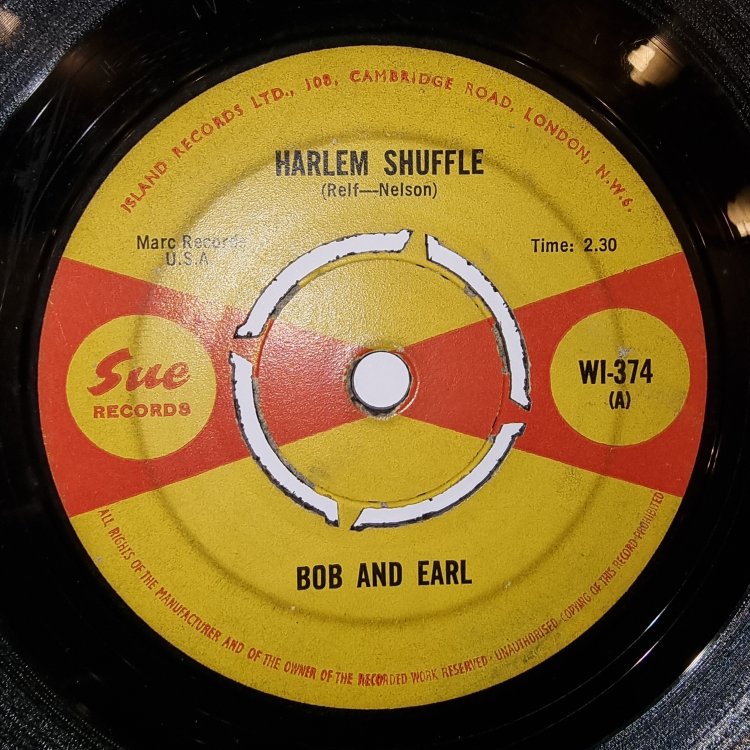 ISLAND RECORDS LTD., 108, CAMBRIDGE ROAD, LONDON, N.W.6.
HARLEM SHUFFLE
(Relf—Nelson)
Marc Records
U.S.A
Time: 2.30
Sue
RECORDS
WI-374
(A)
BOB AND EARL
ALL RIGHTS OF THE MANUFACTURER AND OF THE OWNER OF THE RECORDED WORK RESERVED · UNAUTHORISED COPYING OF THIS RECORD PROHIBITED